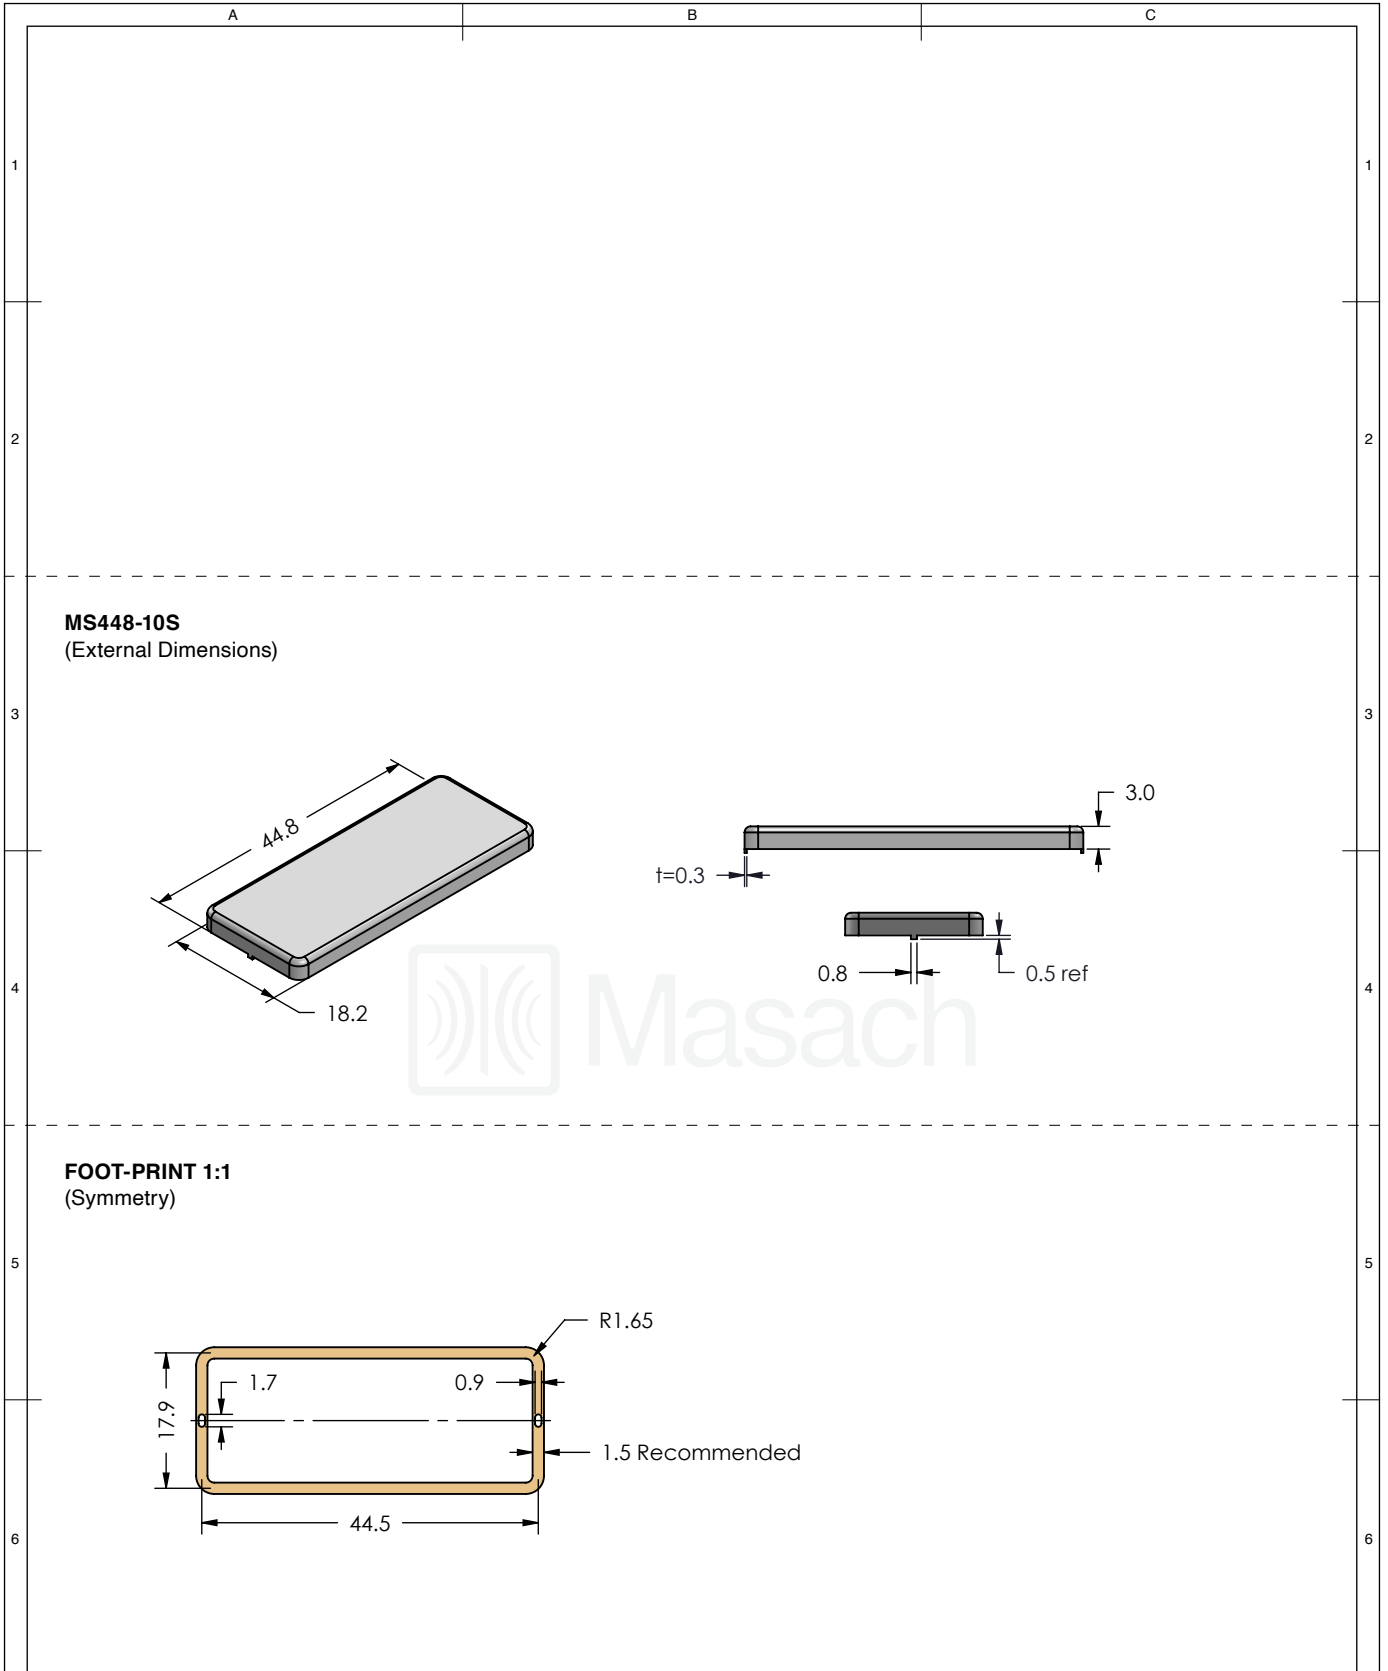 A B C
1 1
2 2
MS448-10S
(External Dimensions)
3 3
44.8
3.0
t=0.3
0.8
0.5 ref
4 4
18.2
Masach
FOOT-PRINT 1:1
(Symmetry)
5 5
R1.65
1.7
0.9
17.9
1.5 Recommended
44.5
6 6